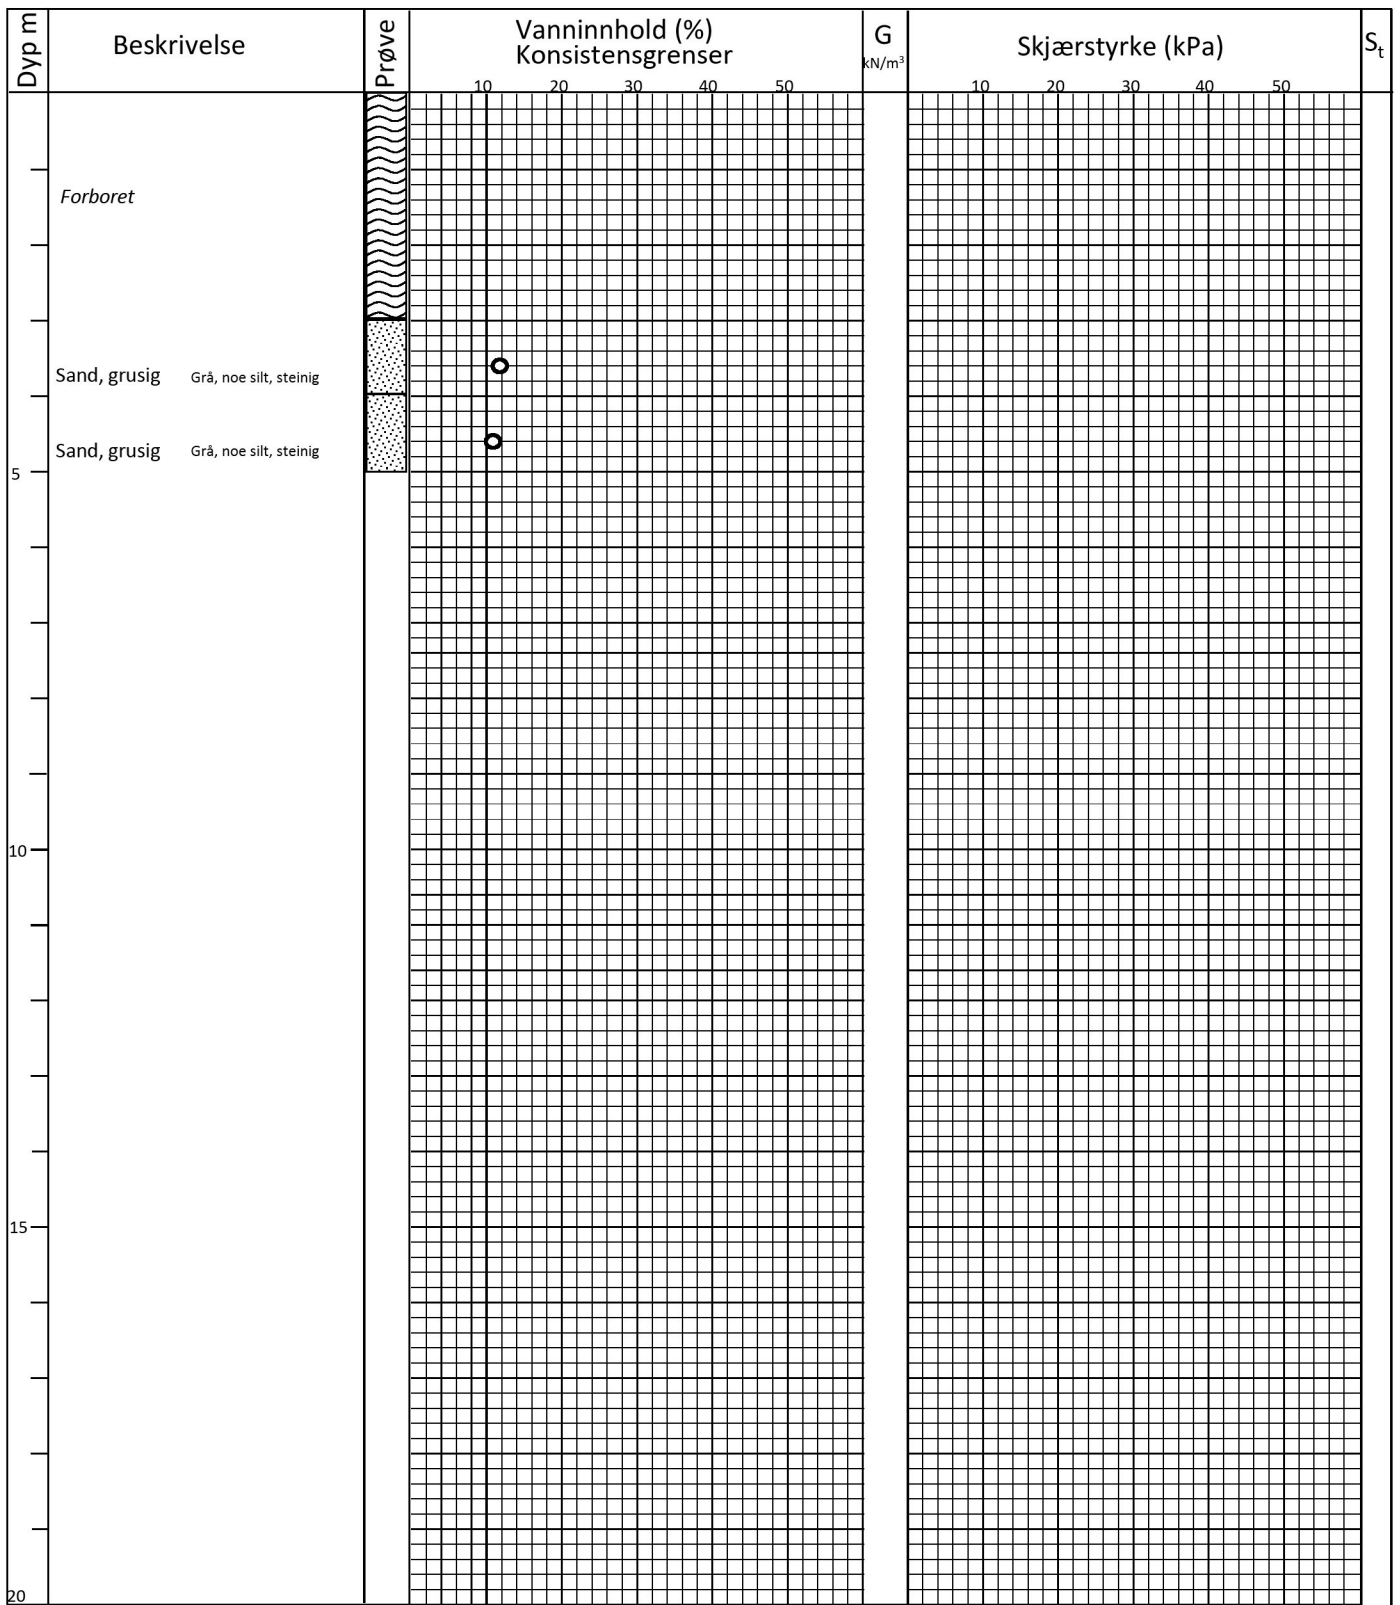 Dyp m
Beskrivelse
Prøve
Vanninnhold (%)
Konsistensgrenser
10 20 30 40 50
G
kN/m³
Skjærstyrke (kPa)
10 20 30 40 50
Sₜ
Forboret
Sand, grusig Grå, noe silt, steinig
Sand, grusig Grå, noe silt, steinig
5
10
15
20